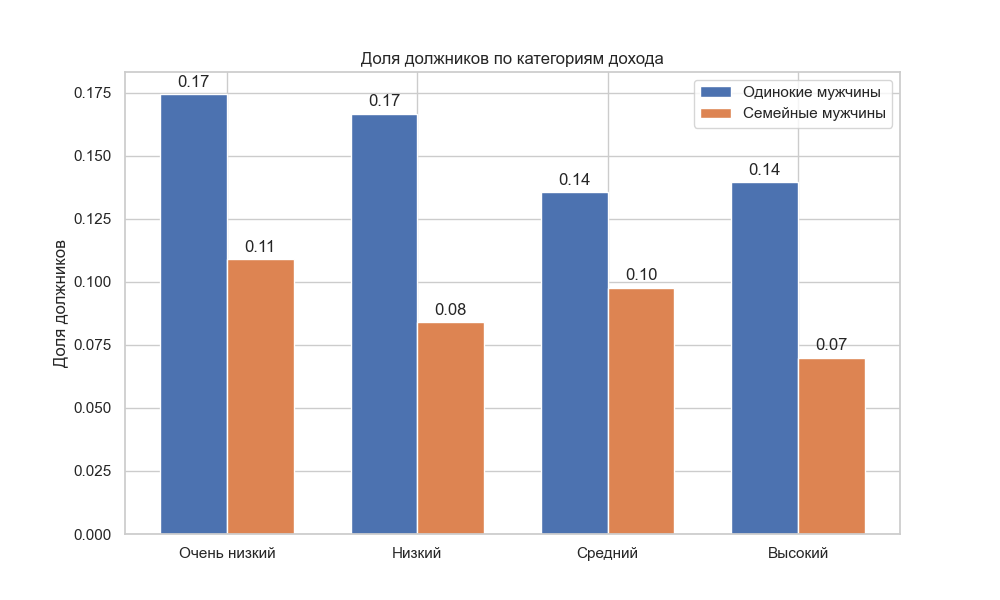 Доля должников по категориям дохода
Одинокие мужчины
Семейные мужчины
Доля должников
0.175
0.150
0.125
0.100
0.075
0.050
0.025
0.000
0.17
0.11
0.17
0.08
0.14
0.10
0.14
0.07
Очень низкий
Низкий
Средний
Высокий